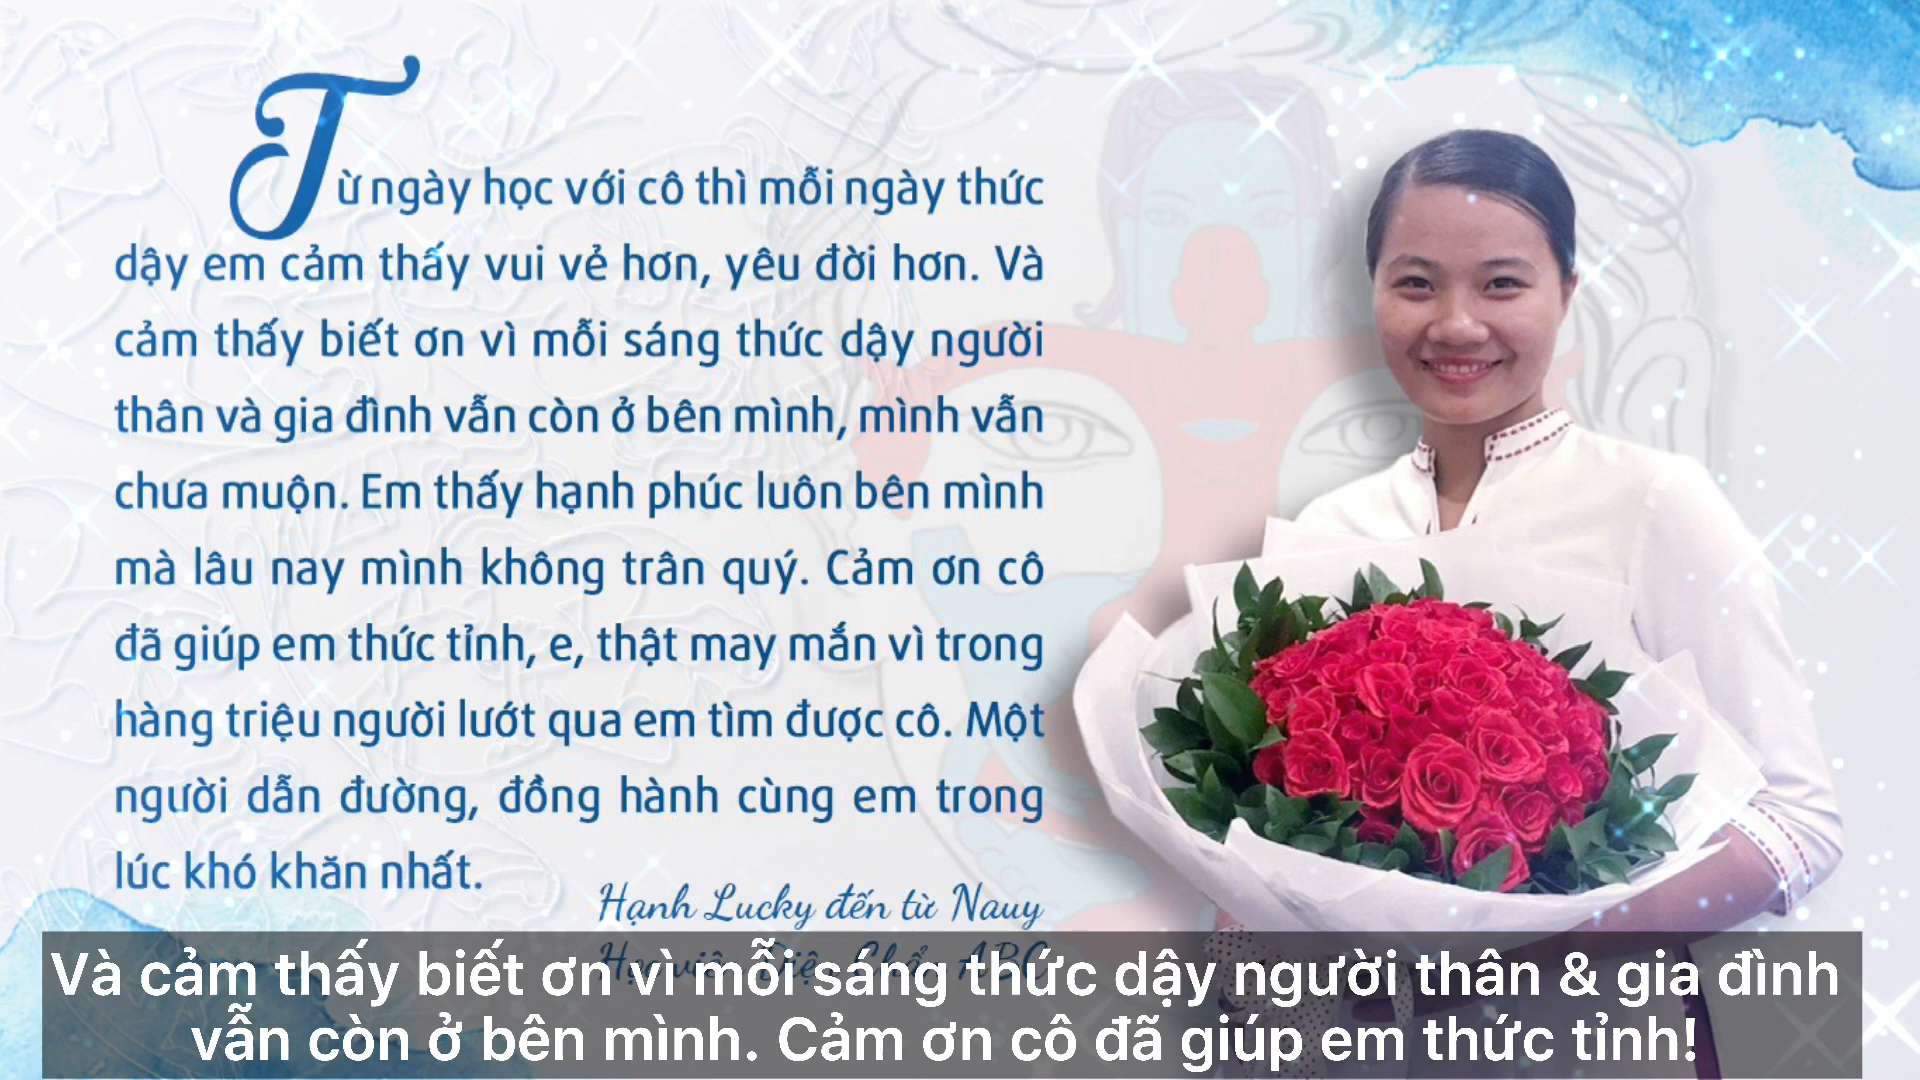 Từ ngày học với cô thì mỗi ngày thức
dậy em cảm thấy vui vẻ hơn, yêu đời hơn. Và
cảm thấy biết ơn vì mỗi sáng thức dậy người
thân và gia đình vẫn còn ở bên mình, mình vẫn
chưa muộn. Em thấy hạnh phúc luôn bên mình
mà lâu nay mình không trân quý. Cảm ơn cô
đã giúp em thức tỉnh, e, thật may mắn vì trong
hàng triệu người lướt qua em tìm được cô. Một
người dẫn đường, đồng hành cùng em trong
lúc khó khăn nhất.
Hạnh Lucky đến từ Nauy
Học viên Diện Chẩn ABC
Và cảm thấy biết ơn vì mỗi sáng thức dậy người thân & gia đình
vẫn còn ở bên mình. Cảm ơn cô đã giúp em thức tỉnh!